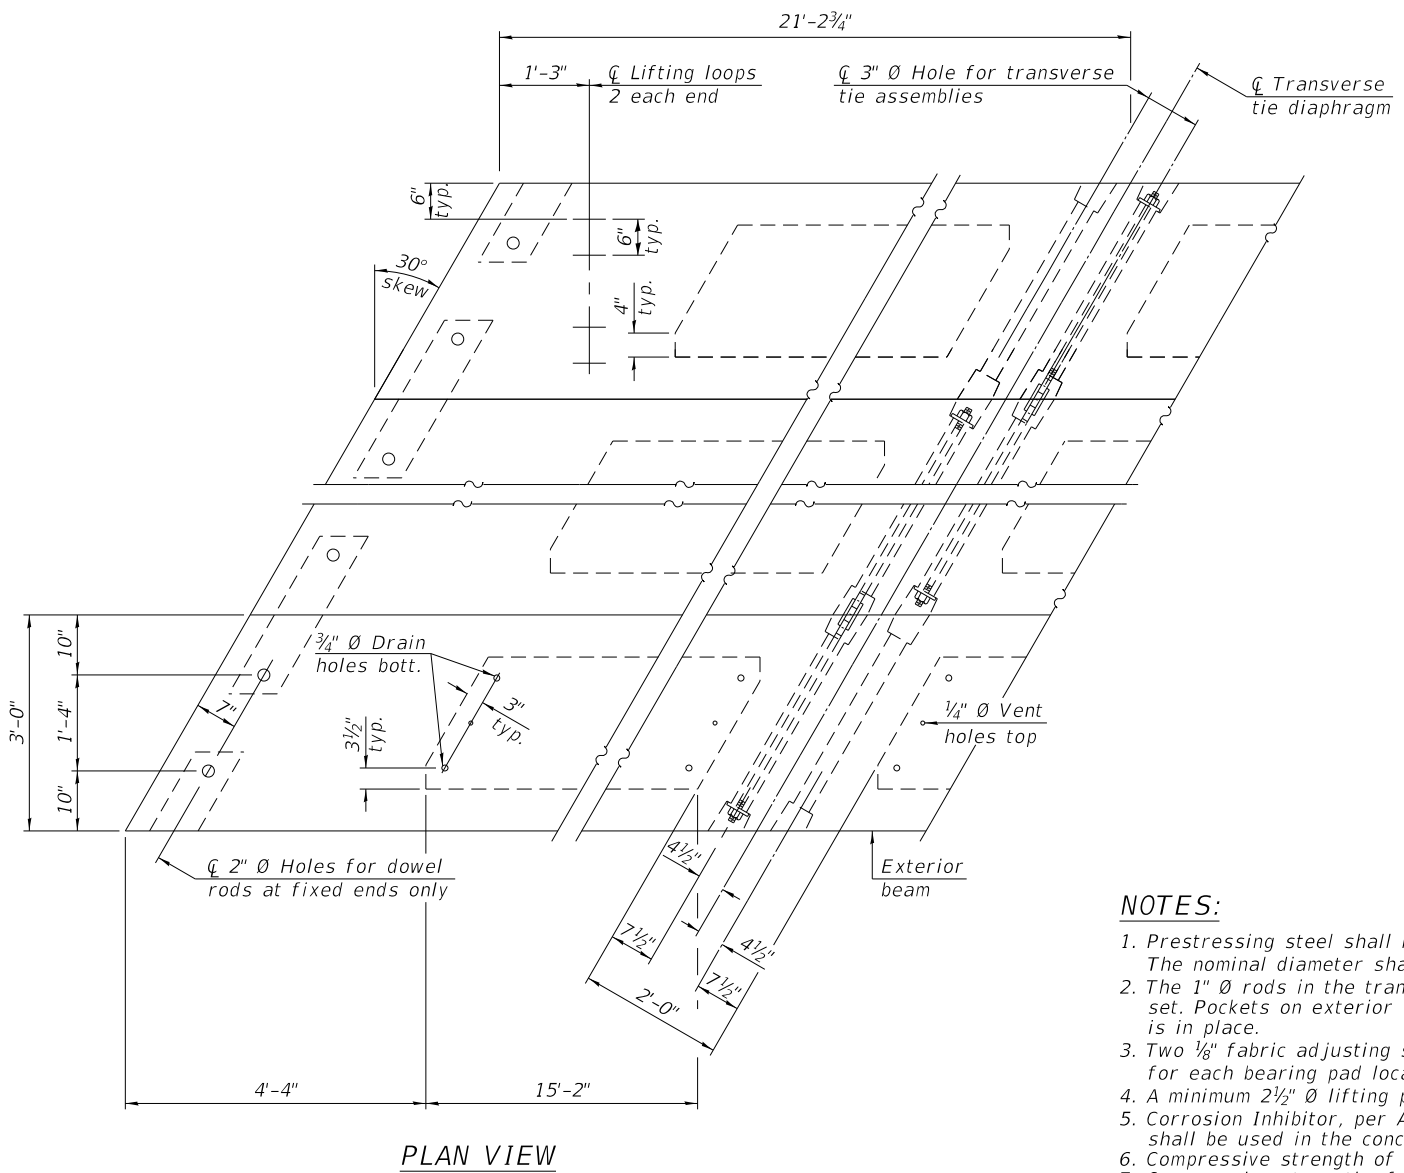 21'-2¾"
1'-3"
℄ Lifting loops
2 each end
℄ 3" Ø Hole for transverse
tie assemblies
℄ Transverse
tie diaphragm
6"
typ.
6"
typ.
30°
skew
4"
typ.
3'-0"
10"
1'-4"
10"
7"
¾" Ø Drain
holes bott.
3½"
typ.
3"
typ.
¼" Ø Vent
holes top
℄ 2" Ø Holes for dowel
rods at fixed ends only
4½"
Exterior
beam
7½"
4½"
7½"
2'-0"
4'-4"
15'-2"
PLAN VIEW
NOTES:
1. Prestressing steel shall
The nominal diameter sha
2. The 1" Ø rods in the tran
set. Pockets on exterior
is in place.
3. Two ⅛" fabric adjusting s
for each bearing pad loca
4. A minimum 2½" Ø lifting p
5. Corrosion Inhibitor, per A
shall be used in the conc
6. Compressive strength of